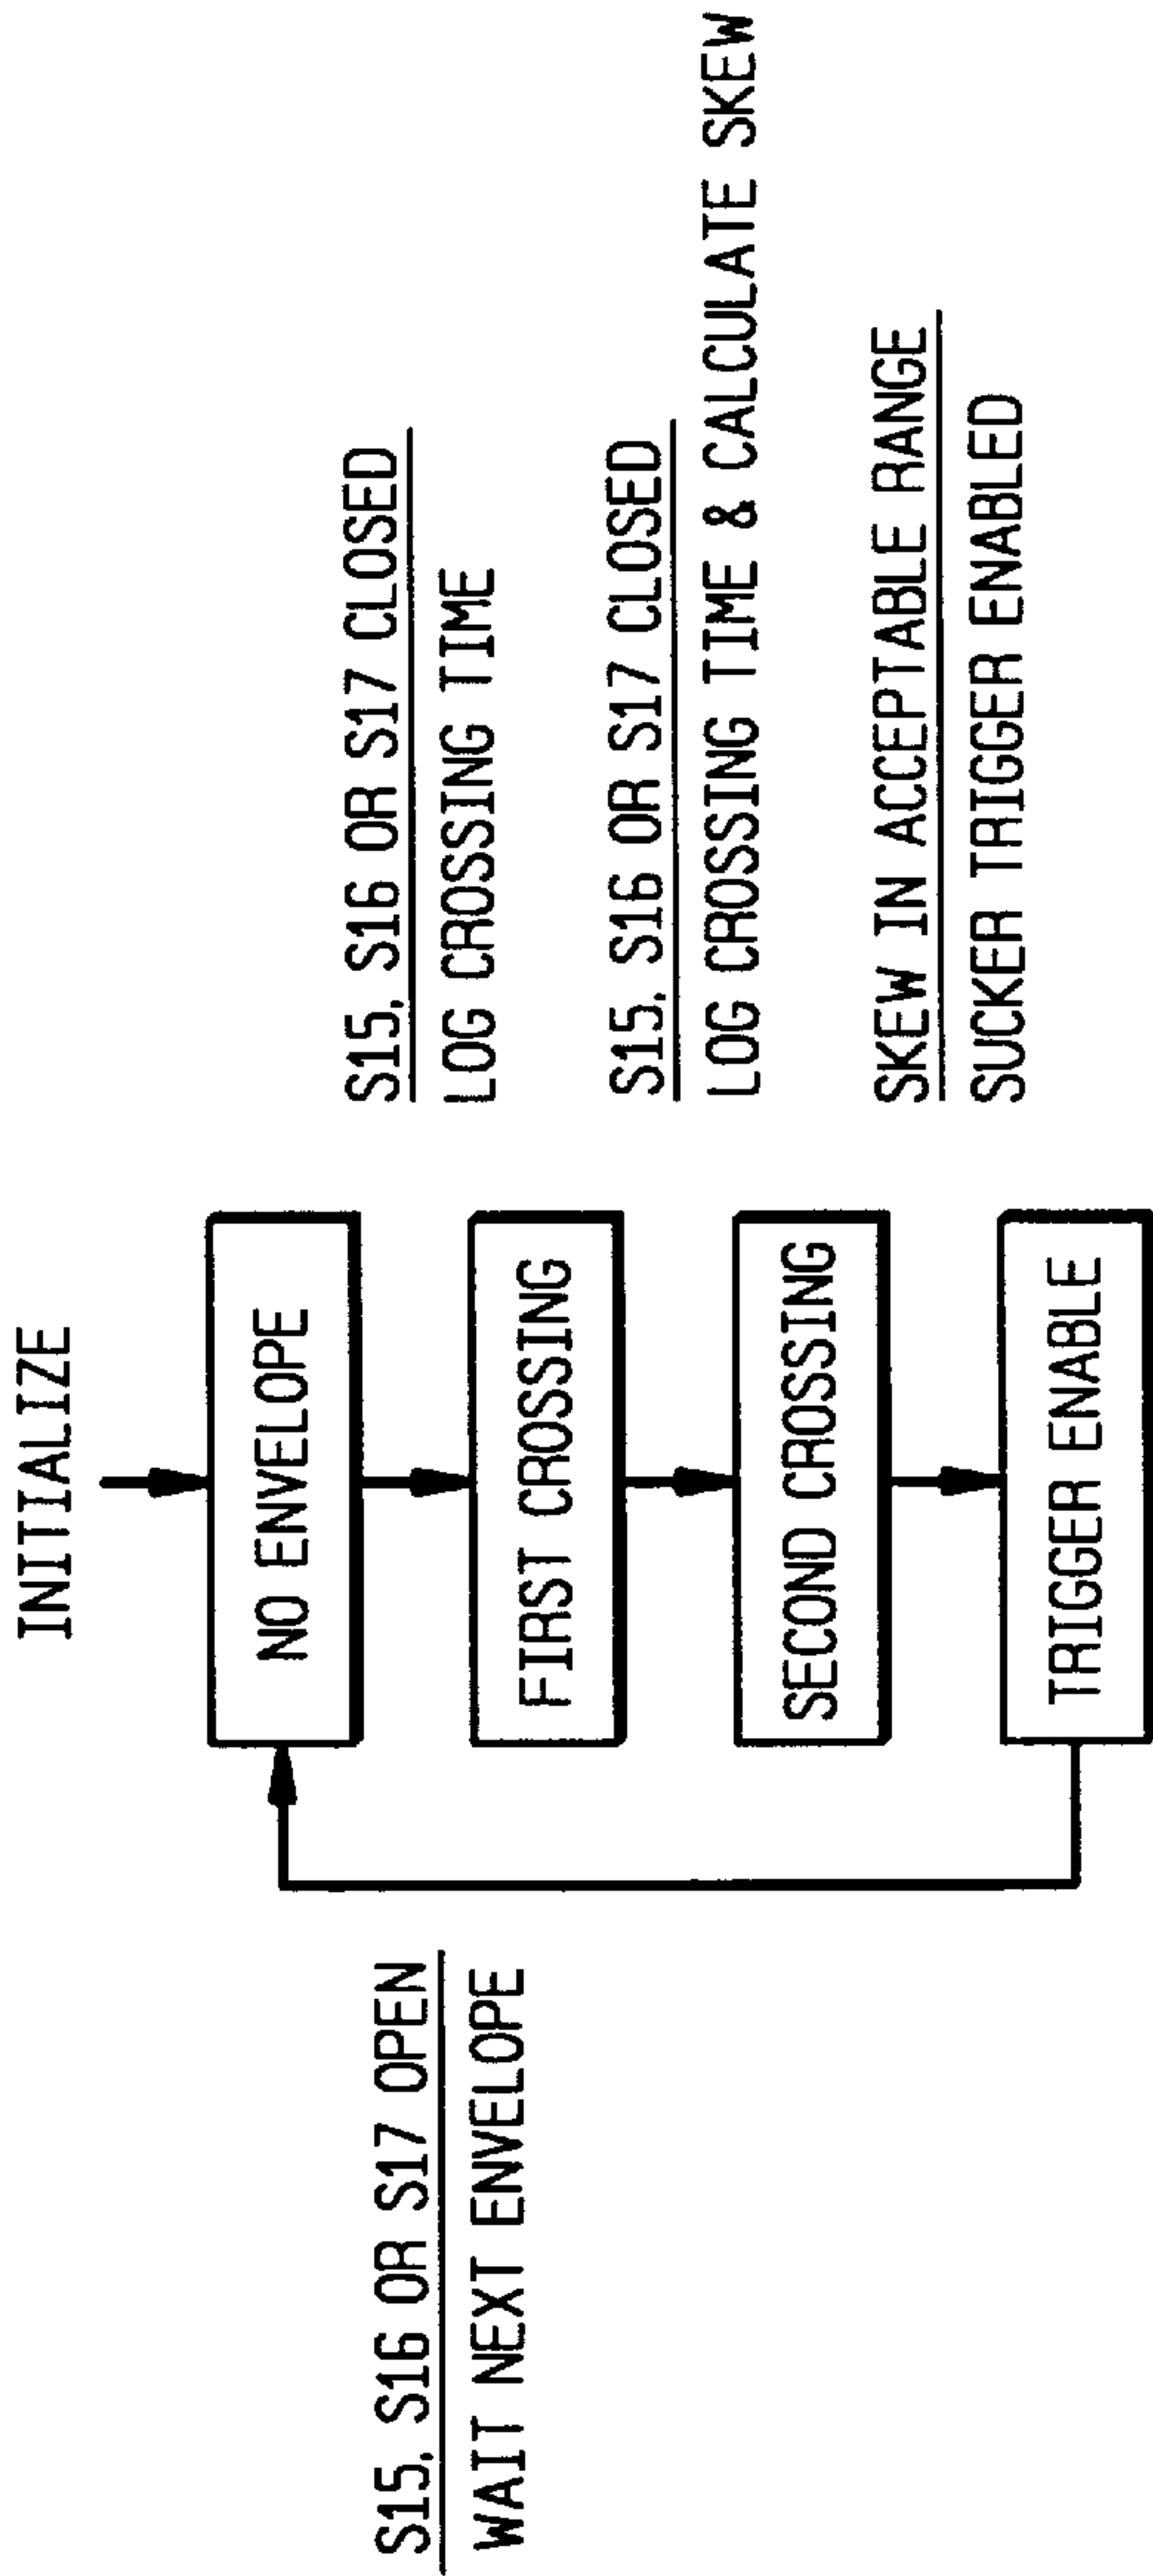 INITIALIZE
NO ENVELOPE
S15, S16 OR S17 CLOSED
LOG CROSSING TIME
FIRST CROSSING
S15, S16 OR S17 CLOSED
LOG CROSSING TIME & CALCULATE SKEW
SECOND CROSSING
SKEW IN ACCEPTABLE RANGE
SUCKER TRIGGER ENABLED
TRIGGER ENABLE
S15, S16 OR S17 OPEN
WAIT NEXT ENVELOPE